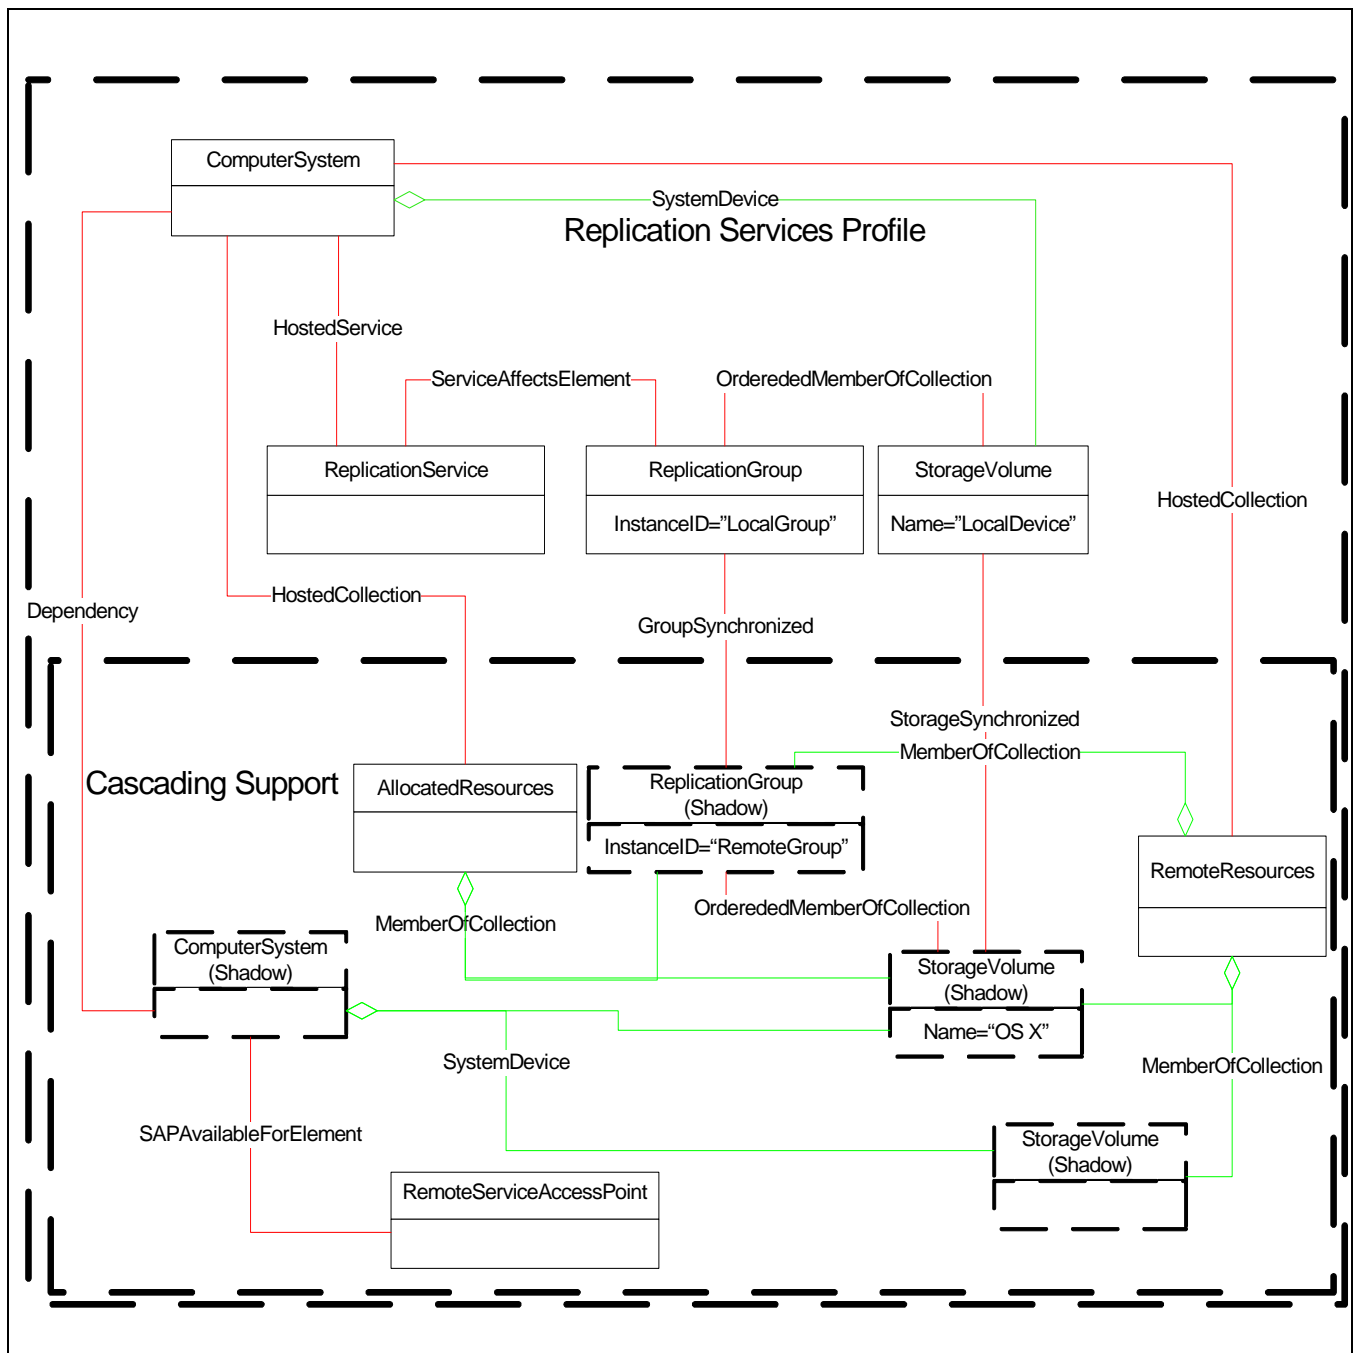 ComputerSystem
SystemDevice
Replication Services Profile
HostedService
ServiceAffectsElement
OrderededMemberOfCollection
ReplicationService
ReplicationGroup
StorageVolume
InstanceID=”LocalGroup”
Name=”LocalDevice”
HostedCollection
HostedCollection
Dependency
GroupSynchronized
StorageSynchronized
MemberOfCollection
Cascading Support
AllocatedResources
ReplicationGroup
(Shadow)
InstanceID=“RemoteGroup”
RemoteResources
OrderededMemberOfCollection
MemberOfCollection
ComputerSystem
(Shadow)
StorageVolume
(Shadow)
Name=“OS X”
SystemDevice
MemberOfCollection
SAPAvailableForElement
StorageVolume
(Shadow)
RemoteServiceAccessPoint